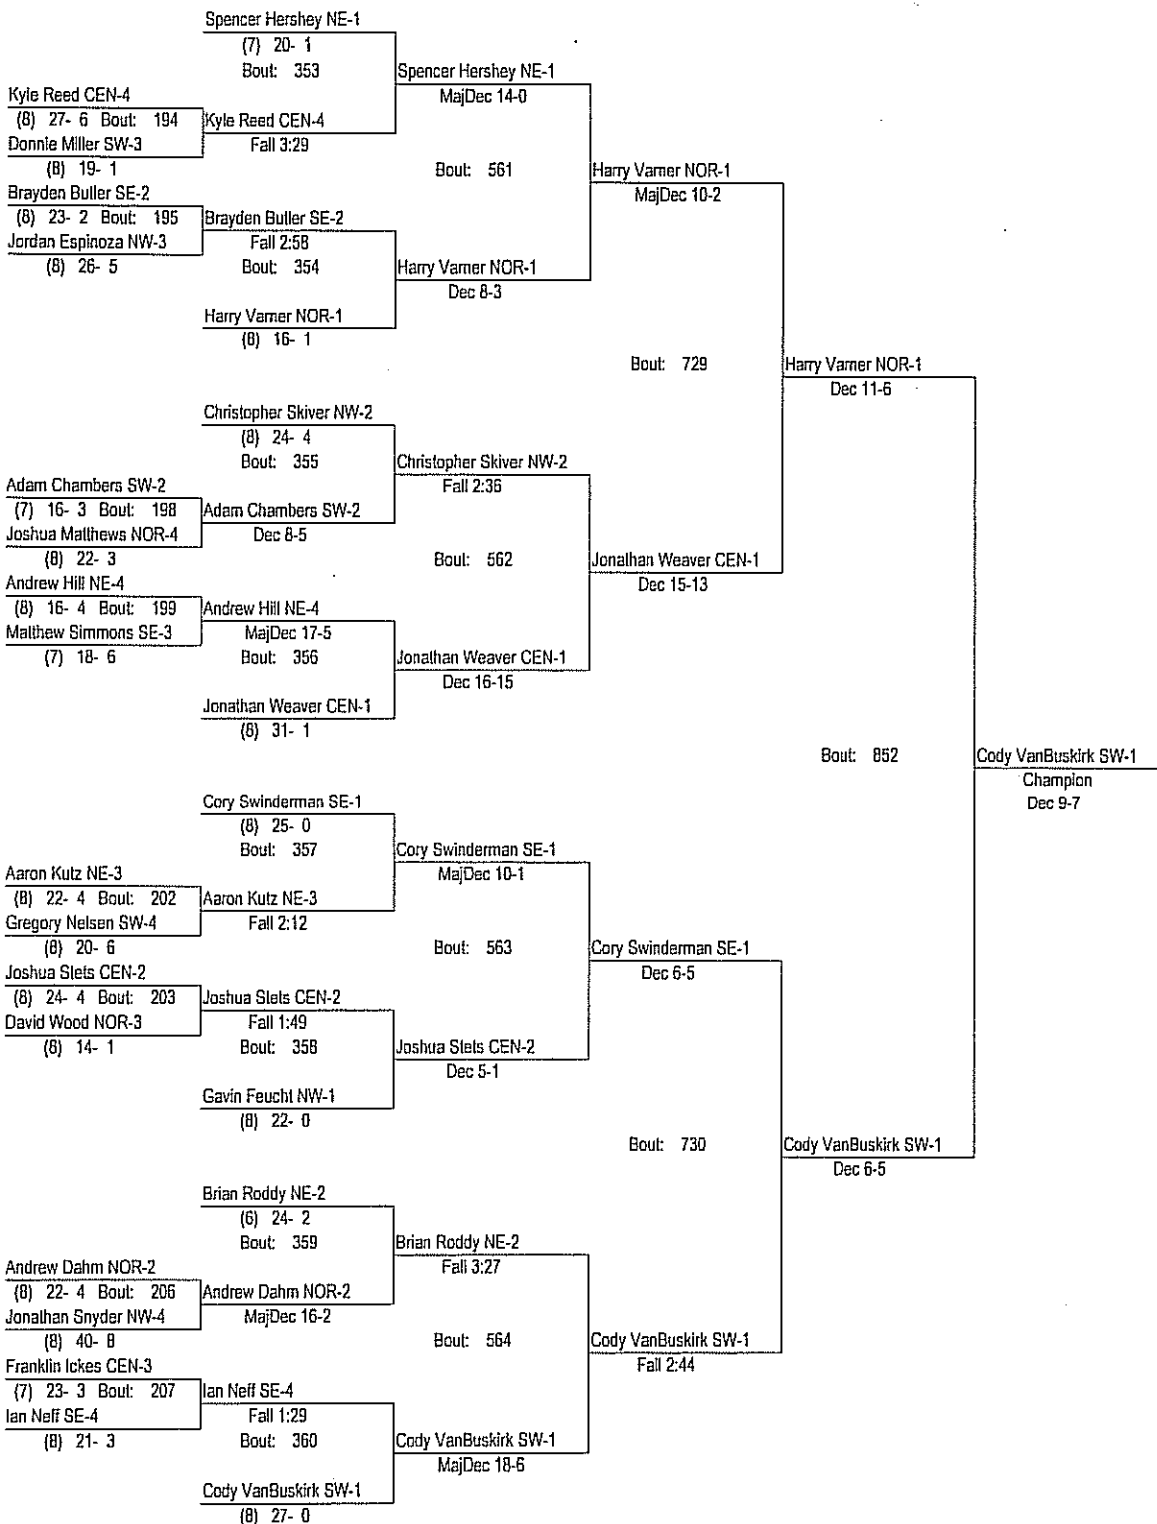 Spencer Hershey NE-1
(7) 20- 1
Bout: 353
Spencer Hershey NE-1
MajDec 14-0
Kyle Reed CEN-4
(8) 27- 6 Bout: 194
Kyle Reed CEN-4
Fall 3:29
Donnie Miller SW-3
(8) 19- 1
Bout: 561
Harry Varner NOR-1
MajDec 10-2
Brayden Buller SE-2
(8) 23- 2 Bout: 195
Brayden Buller SE-2
Fall 2:58
Jordan Espinoza NW-3
(8) 26- 5
Bout: 354
Harry Varner NOR-1
Dec 8-3
Harry Varner NOR-1
(8) 16- 1
Bout: 729
Harry Varner NOR-1
Dec 11-6
Christopher Skiver NW-2
(8) 24- 4
Bout: 355
Christopher Skiver NW-2
Fall 2:36
Adam Chambers SW-2
(7) 16- 3 Bout: 198
Adam Chambers SW-2
Dec 8-5
Joshua Matthews NOR-4
(8) 22- 3
Bout: 562
Jonathan Weaver CEN-1
Dec 15-13
Andrew Hill NE-4
(8) 16- 4 Bout: 199
Andrew Hill NE-4
MajDec 17-5
Matthew Simmons SE-3
(7) 18- 6
Bout: 356
Jonathan Weaver CEN-1
Dec 16-15
Jonathan Weaver CEN-1
(8) 31- 1
Bout: 852
Cody VanBuskirk SW-1
Champion
Dec 9-7
Cory Swinderman SE-1
(8) 25- 0
Bout: 357
Cory Swinderman SE-1
MajDec 10-1
Aaron Kutz NE-3
(8) 22- 4 Bout: 202
Aaron Kutz NE-3
Fall 2:12
Gregory Nelsen SW-4
(8) 20- 6
Bout: 563
Cory Swinderman SE-1
Dec 6-5
Joshua Stets CEN-2
(8) 24- 4 Bout: 203
Joshua Stets CEN-2
Fall 1:49
David Wood NOR-3
(8) 14- 1
Bout: 358
Joshua Stets CEN-2
Dec 5-1
Gavin Feucht NW-1
(8) 22- 0
Bout: 730
Cody VanBuskirk SW-1
Dec 6-5
Brian Roddy NE-2
(6) 24- 2
Bout: 359
Brian Roddy NE-2
Fall 3:27
Andrew Dahm NOR-2
(8) 22- 4 Bout: 206
Andrew Dahm NOR-2
MajDec 16-2
Jonathan Snyder NW-4
(8) 40- 8
Bout: 564
Cody VanBuskirk SW-1
Fall 2:44
Franklin Ickes CEN-3
(7) 23- 3 Bout: 207
Ian Neff SE-4
Fall 1:29
Ian Neff SE-4
(8) 21- 3
Bout: 360
Cody VanBuskirk SW-1
MajDec 18-6
Cody VanBuskirk SW-1
(8) 27- 0